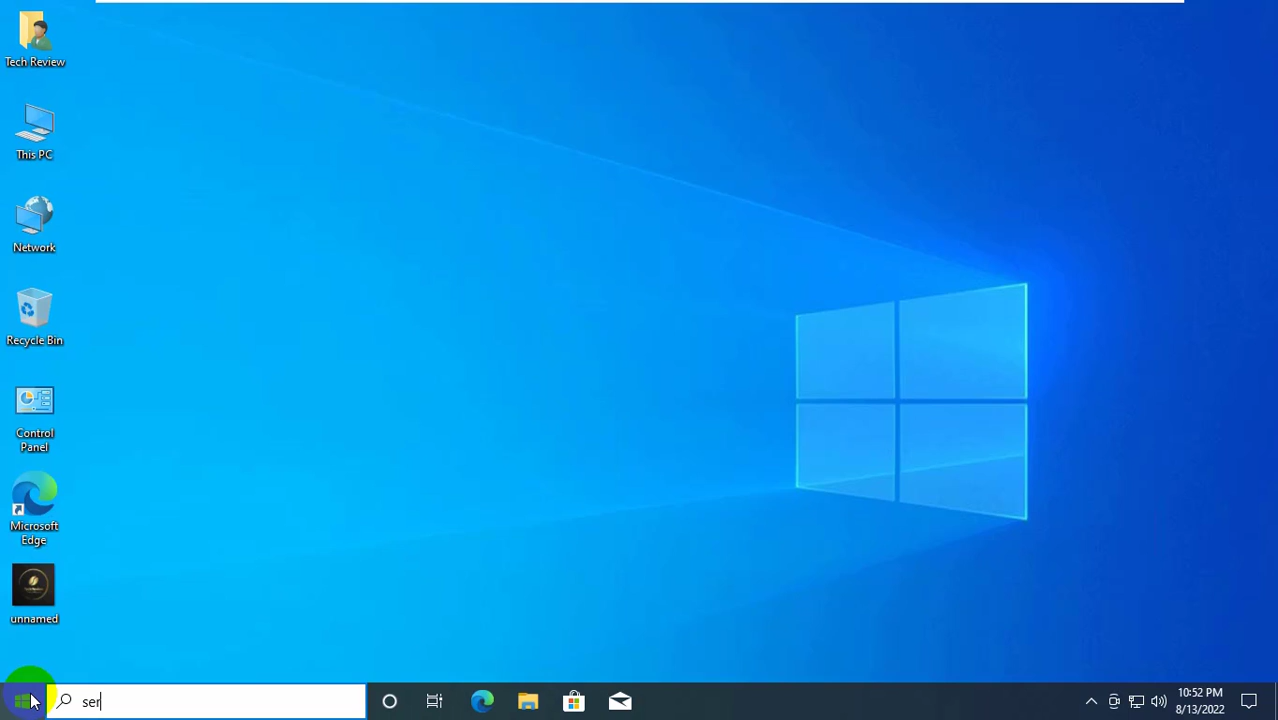 Tech Review
This PC
Network
Recycle Bin
Control
Panel
Microsoft
Edge
unnamed
ser
10:52 PM
8/13/2022